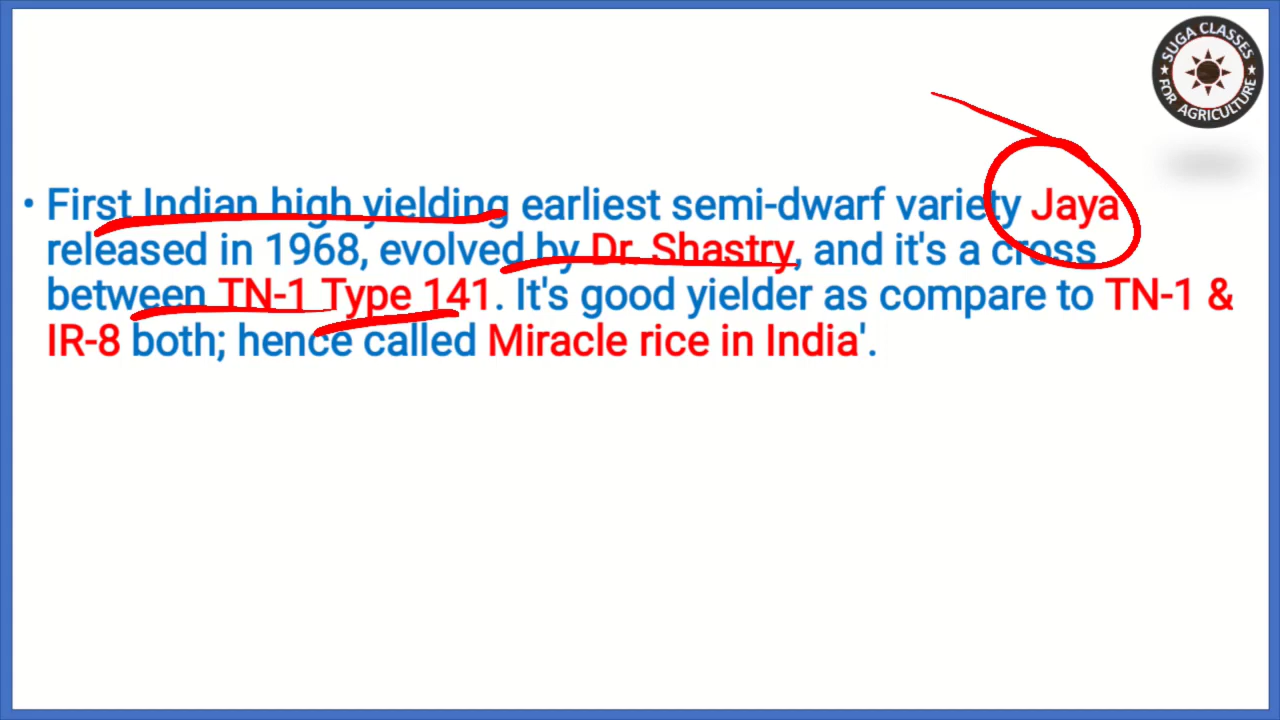 SUGA CLASSES
FOR AGRICULTURE
• First Indian high yielding earliest semi-dwarf variety Jaya
released in 1968, evolved by Dr. Shastry, and it's a cross
between TN-1 Type 141. It's good yielder as compare to TN-1 &
IR-8 both; hence called Miracle rice in India'.